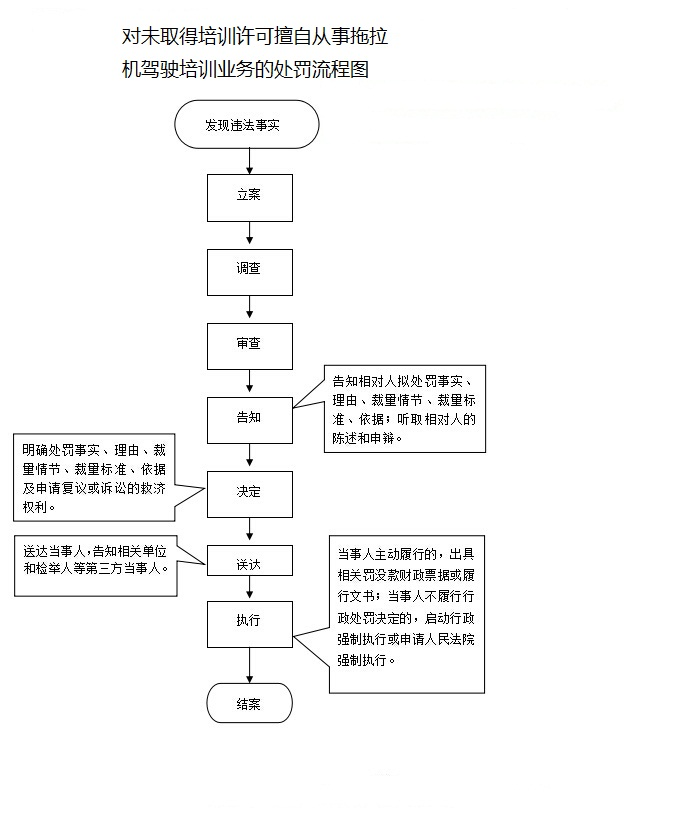 对未取得培训许可擅自从事拖拉
机驾驶培训业务的处罚流程图
发现违法事实
立案
调查
审查
告知相对人拟处罚事实、
理由、裁量情节、裁量标
准、依据；听取相对人的
陈述和申辩。
告知
明确处罚事实、理由、裁
量情节、裁量标准、依据
及申请复议或诉讼的救济
权利。
决定
送达当事人，告知相关单位
和检举人等第三方当事人。
送达
当事人主动履行的，出具
相关罚没款财政票据或履
行文书；当事人不履行行
政处罚决定的，启动行政
强制执行或申请人民法院
强制执行。
执行
结案